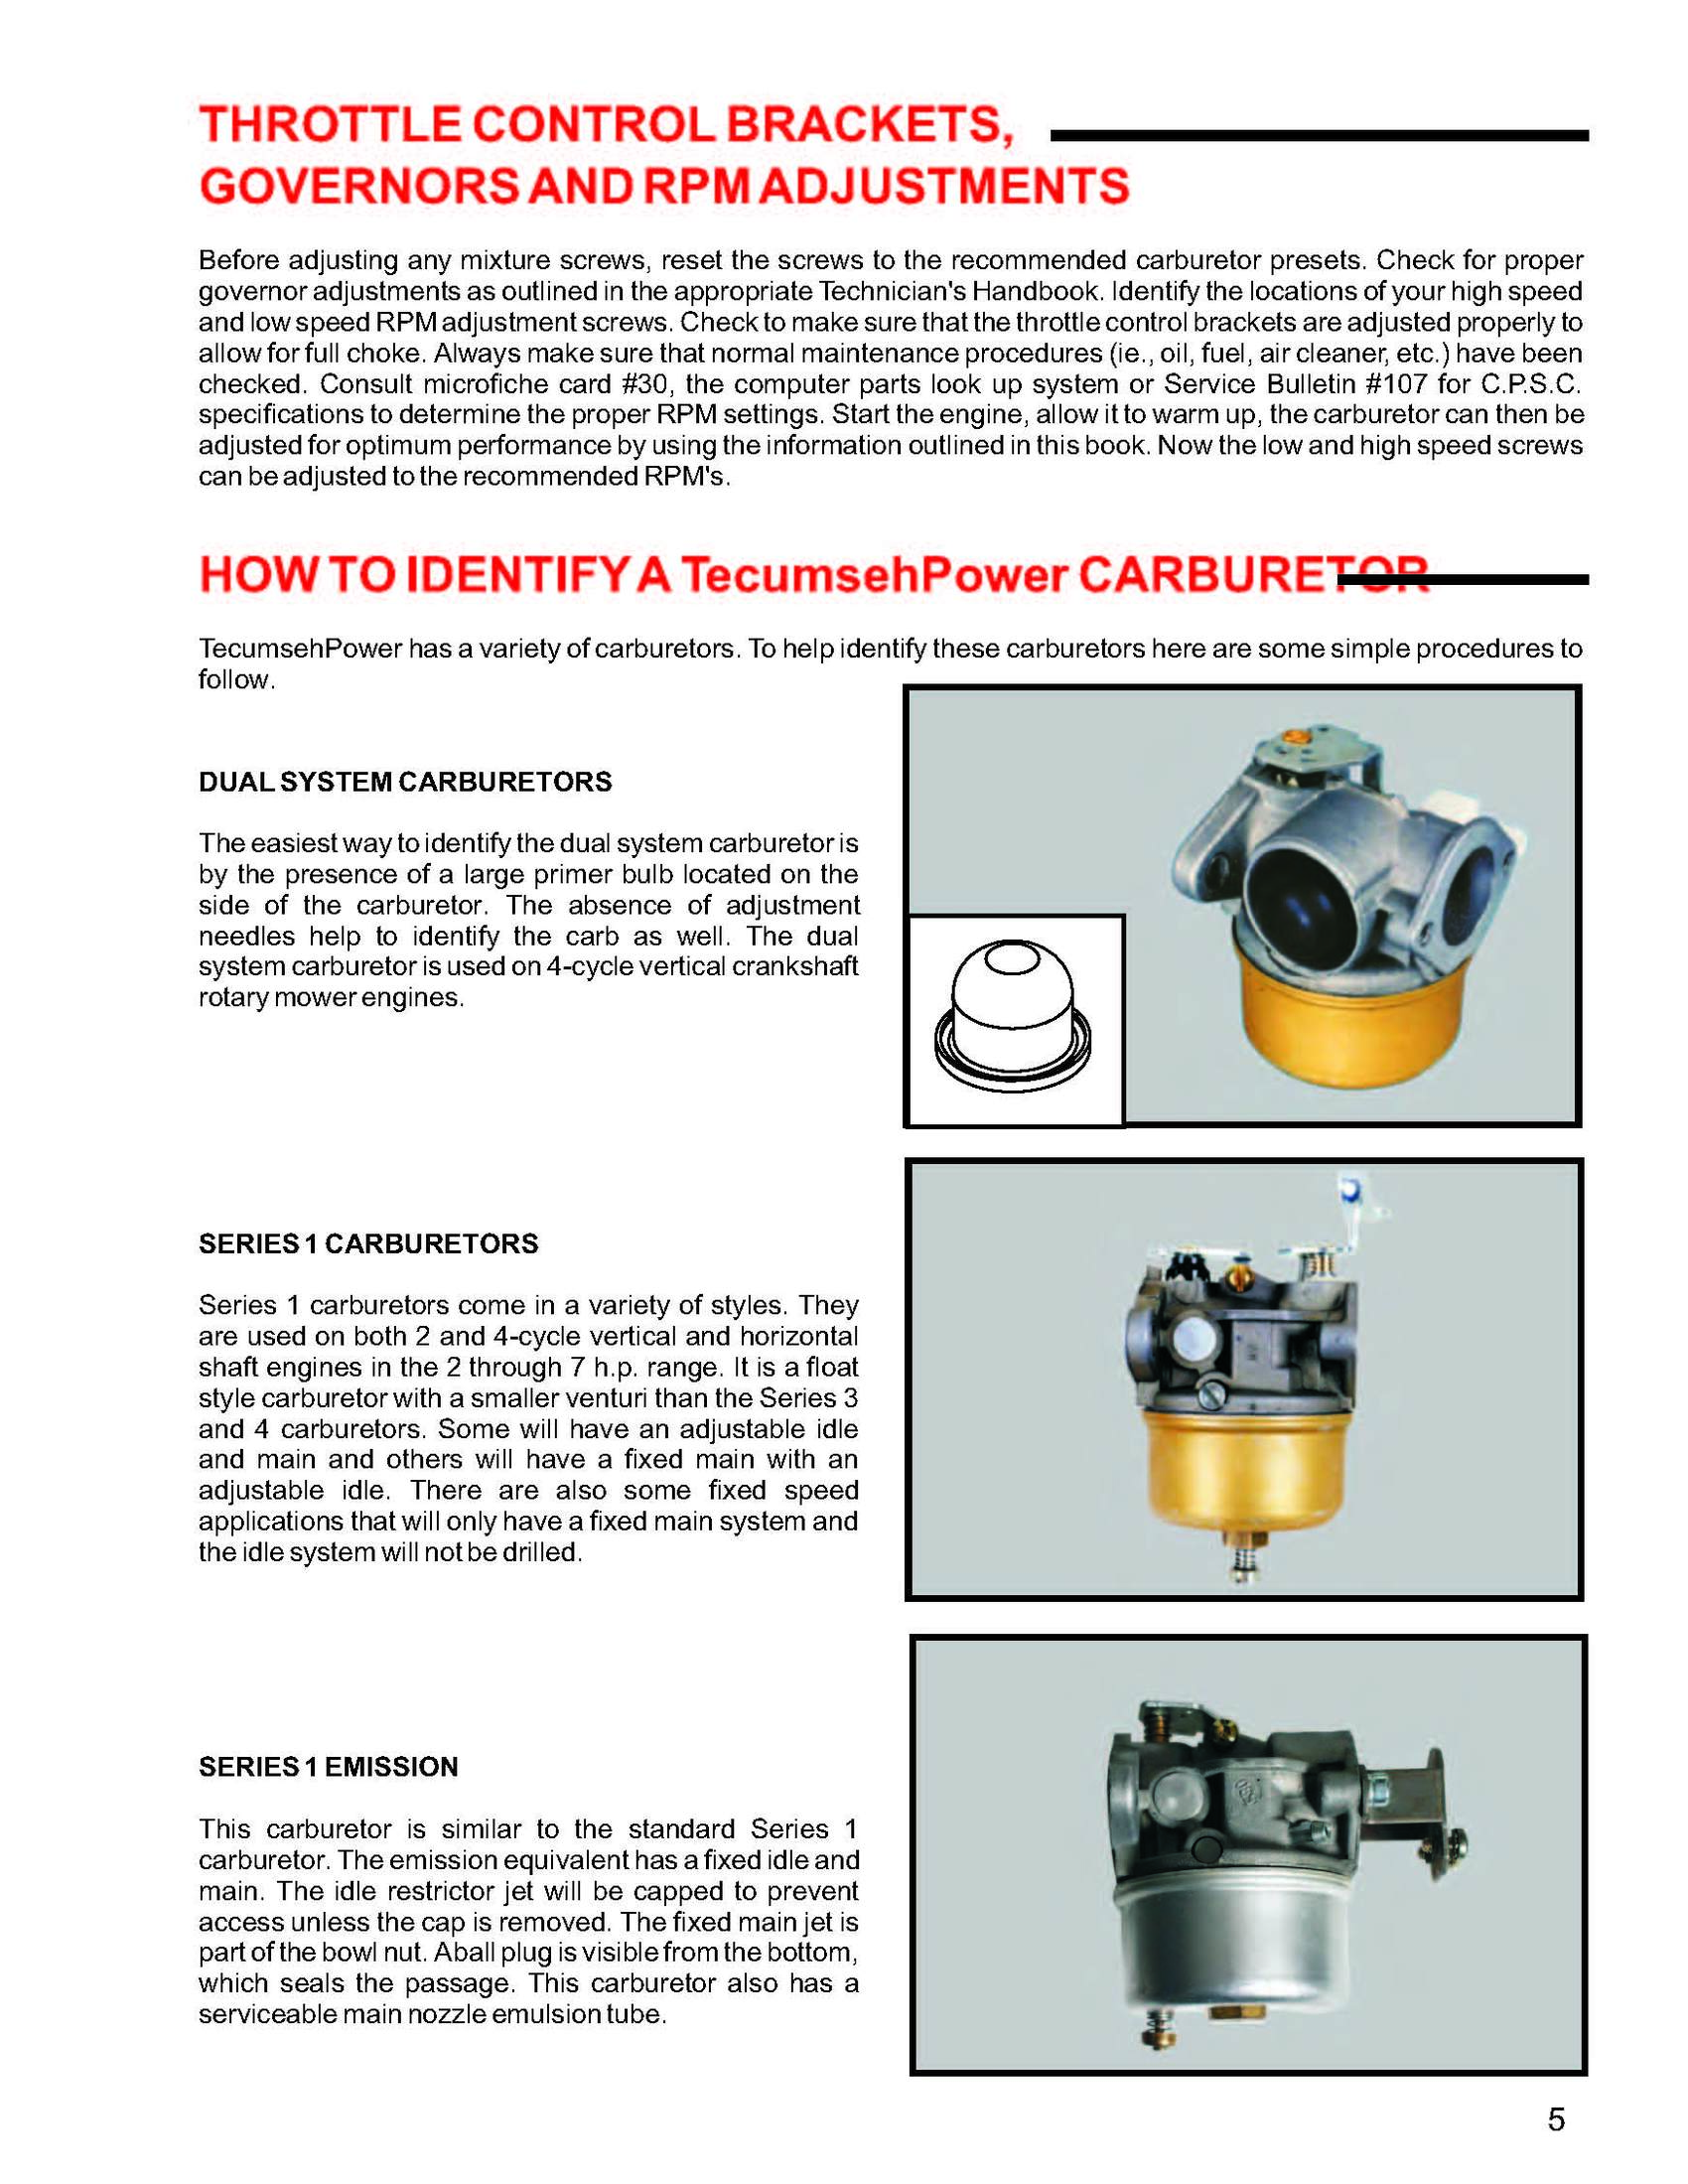 THROTTLE CONTROL BRACKETS,
GOVERNORS AND RPM ADJUSTMENTS
Before adjusting any mixture screws, reset the screws to the recommended carburetor presets. Check for proper
governor adjustments as outlined in the appropriate Technician's Handbook. Identify the locations of your high speed
and low speed RPM adjustment screws. Check to make sure that the throttle control brackets are adjusted properly to
allow for full choke. Always make sure that normal maintenance procedures (ie., oil, fuel, air cleaner, etc.) have been
checked. Consult microfiche card #30, the computer parts look up system or Service Bulletin #107 for C.P.S.C.
specifications to determine the proper RPM settings. Start the engine, allow it to warm up, the carburetor can then be
adjusted for optimum performance by using the information outlined in this book. Now the low and high speed screws
can be adjusted to the recommended RPM's.
HOW TO IDENTIFY A TecumsehPower CARBURETOR
TecumsehPower has a variety of carburetors. To help identify these carburetors here are some simple procedures to
follow.
DUAL SYSTEM CARBURETORS
The easiest way to identify the dual system carburetor is
by the presence of a large primer bulb located on the
side of the carburetor. The absence of adjustment
needles help to identify the carb as well. The dual
system carburetor is used on 4-cycle vertical crankshaft
rotary mower engines.
SERIES 1 CARBURETORS
Series 1 carburetors come in a variety of styles. They
are used on both 2 and 4-cycle vertical and horizontal
shaft engines in the 2 through 7 h.p. range. It is a float
style carburetor with a smaller venturi than the Series 3
and 4 carburetors. Some will have an adjustable idle
and main and others will have a fixed main with an
adjustable idle. There are also some fixed speed
applications that will only have a fixed main system and
the idle system will not be drilled.
SERIES 1 EMISSION
This carburetor is similar to the standard Series 1
carburetor. The emission equivalent has a fixed idle and
main. The idle restrictor jet will be capped to prevent
access unless the cap is removed. The fixed main jet is
part of the bowl nut. A ball plug is visible from the bottom,
which seals the passage. This carburetor also has a
serviceable main nozzle emulsion tube.
5